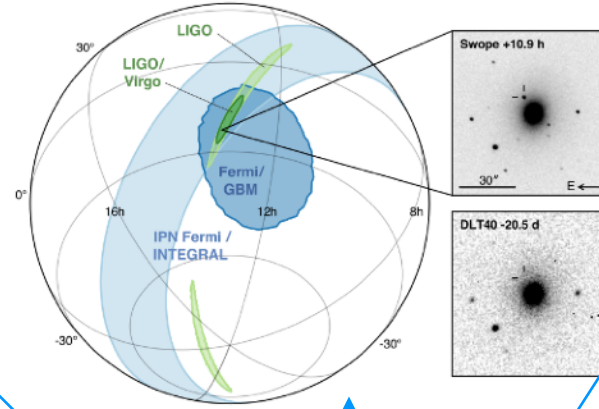 LIGO
30°
LIGO/
Virgo
Swope +10.9 h
30"
E
Fermi/
GBM
0°
16h
12h
8h
IPN Fermi /
INTEGRAL
DLT40 -20.5 d
-30°
-30°